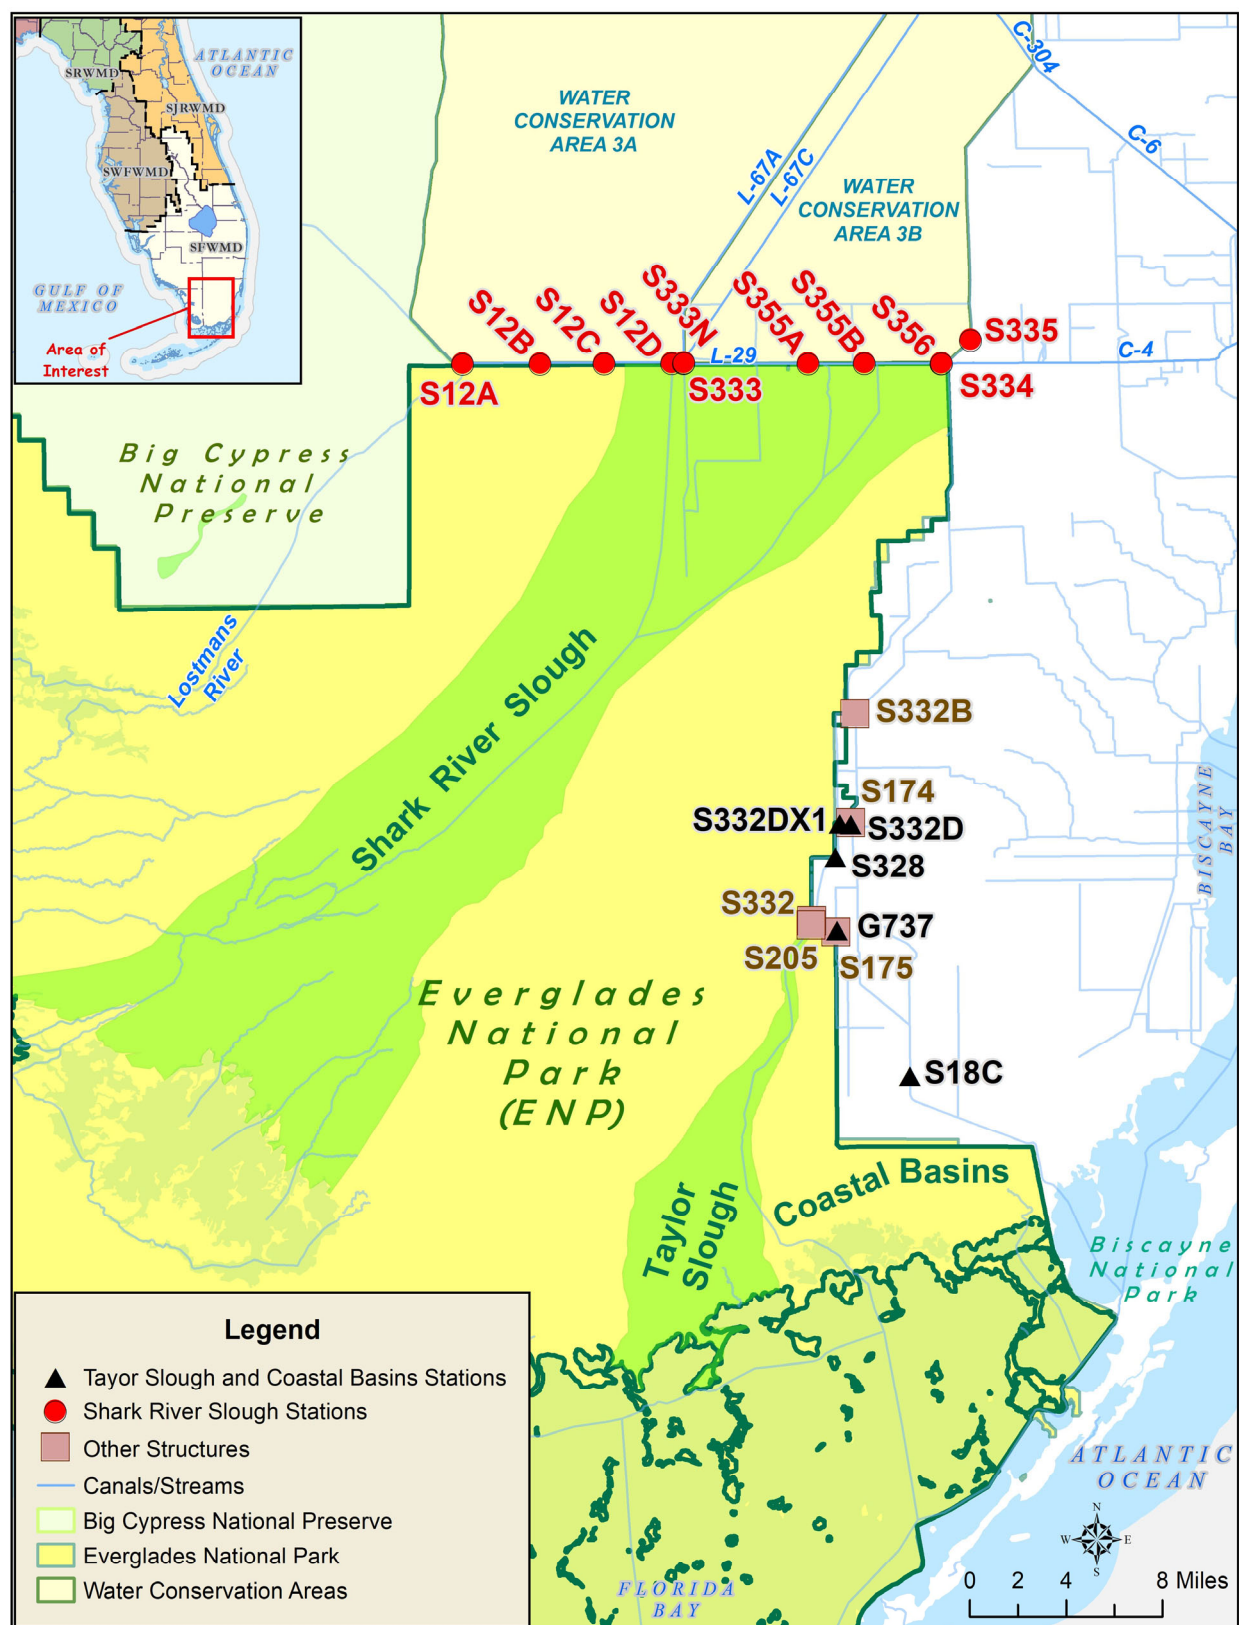 SRWMD
ATLANTIC
OCEAN
SJRWMD
SWFWMD
SFWMD
GULF OF
MEXICO
Area of
Interest
WATER
CONSERVATION
AREA 3A
L-67A
L-67C
WATER
CONSERVATION
AREA 3B
C-304
C-6
C-4
L-29
S12A
S12B
S12C
S12D
S333N
S333
S355A
S355B
S356
S335
S334
Big Cypress
National
Preserve
Lostmans
River
Shark River Slough
S332B
S174
S332DX1
S332D
S328
S332
G737
S205
S175
S18C
BISCAYNE
BAY
Everglades
National
Park
(ENP)
Taylor
Slough
Coastal Basins
Biscayne
National
Park
ATLANTIC
OCEAN
FLORIDA
BAY
Legend
Tayor Slough and Coastal Basins Stations
Shark River Slough Stations
Other Structures
Canals/Streams
Big Cypress National Preserve
Everglades National Park
Water Conservation Areas
N
W
E
S
0 2 4 8 Miles